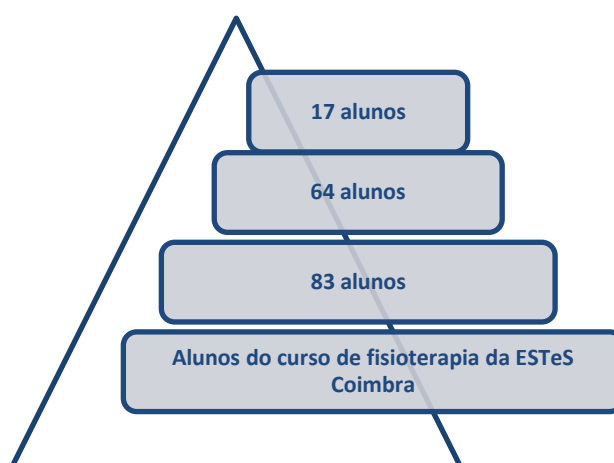 17 alunos
64 alunos
83 alunos
Alunos do curso de fisioterapia da ESTeS
Coimbra